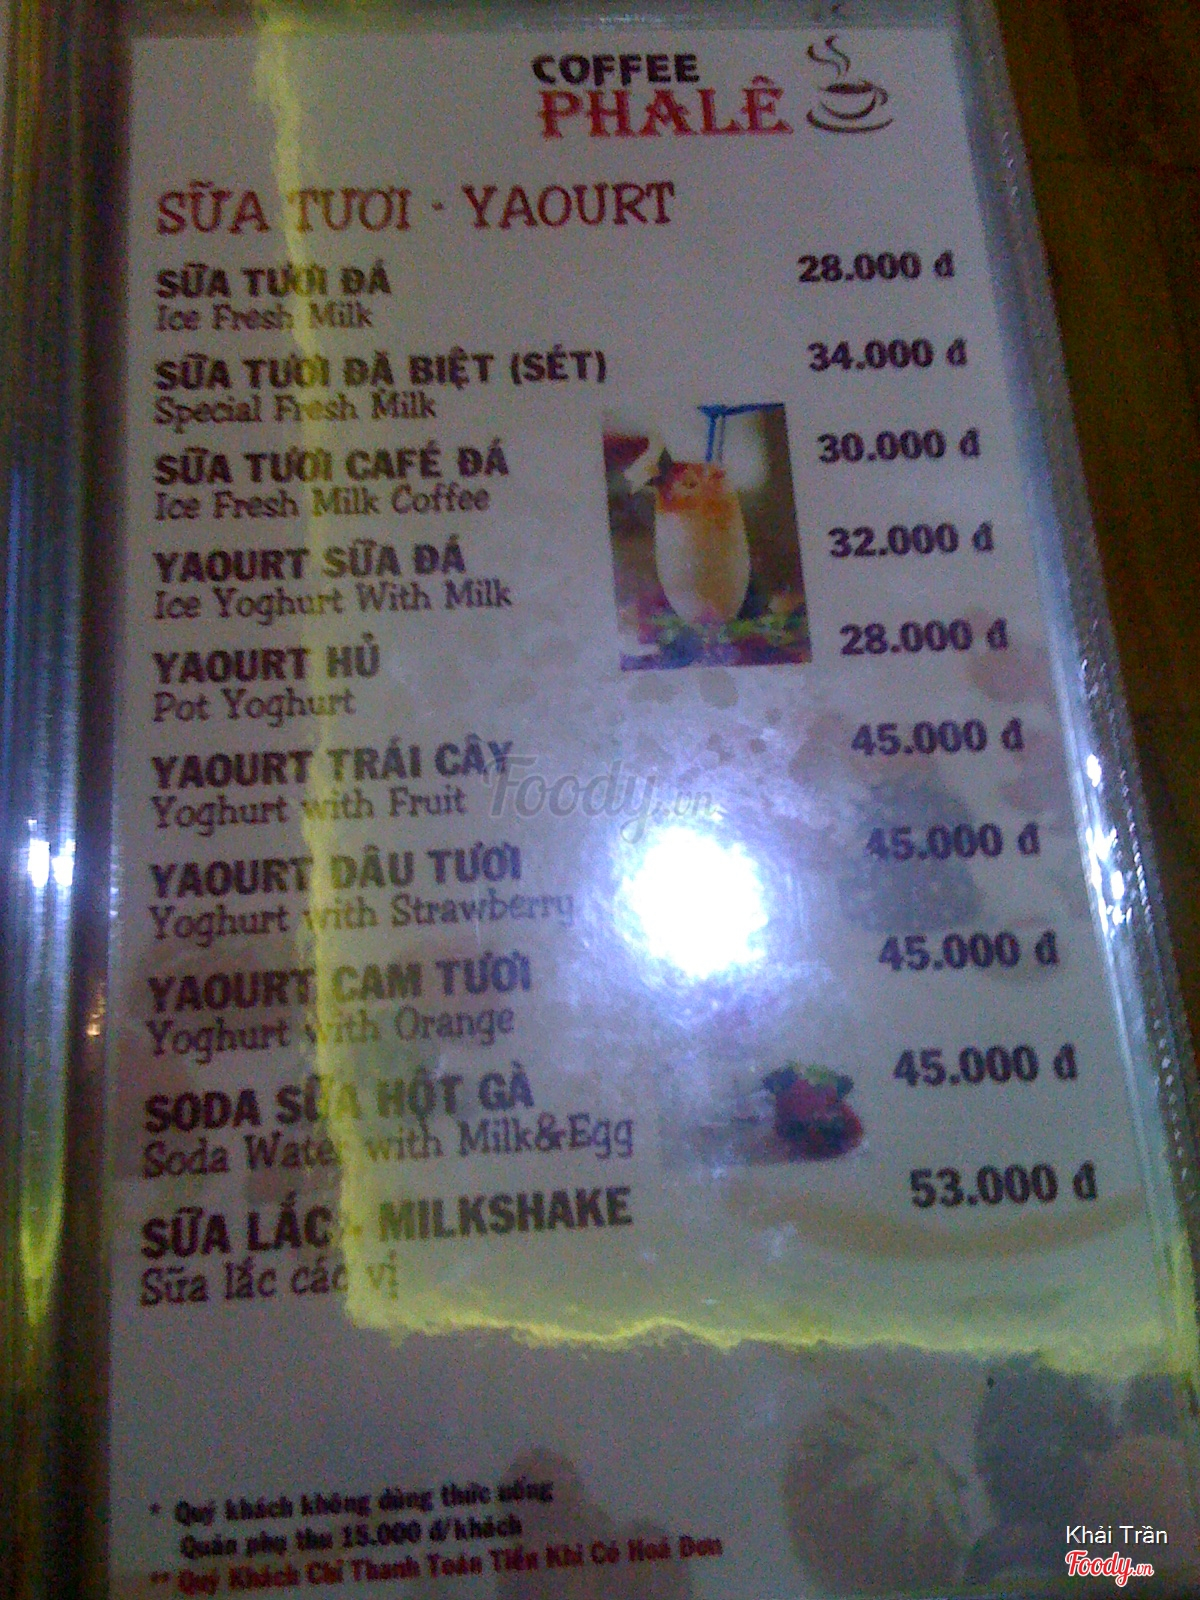 COFFEE
PHALÊ
SỮA TƯƠI - YAOURT
SỮA TƯƠI ĐÁ 28.000 đ
Ice Fresh Milk
SỮA TƯƠI ĐẶ BIỆT (SÉT) 34.000 đ
Special Fresh Milk
SỮA TƯƠI CAFÉ ĐÁ 30.000 đ
Ice Fresh Milk Coffee
YAOURT SỮA ĐÁ 32.000 đ
Ice Yoghurt With Milk
YAOURT HỦ 28.000 đ
Pot Yoghurt
YAOURT TRÁI CÂY 45.000 đ
Yoghurt with Fruit
Foody.vn
YAOURT DÂU TƯƠI 45.000 đ
Yoghurt with Strawberry
YAOURT CAM TƯƠI 45.000 đ
Yoghurt with Orange
SODA SỮA HỘT GÀ 45.000 đ
Soda Water with Milk&Egg
SỮA LẮC - MILKSHAKE 53.000 đ
Sữa lắc các vị
* Quý khách không dùng thức uống
Quán phụ thu 15.000 đ/khách
** Quý Khách Chỉ Thanh Toán Tiền Khi Có Hoá Đơn
Khải Trần
Foody.vn